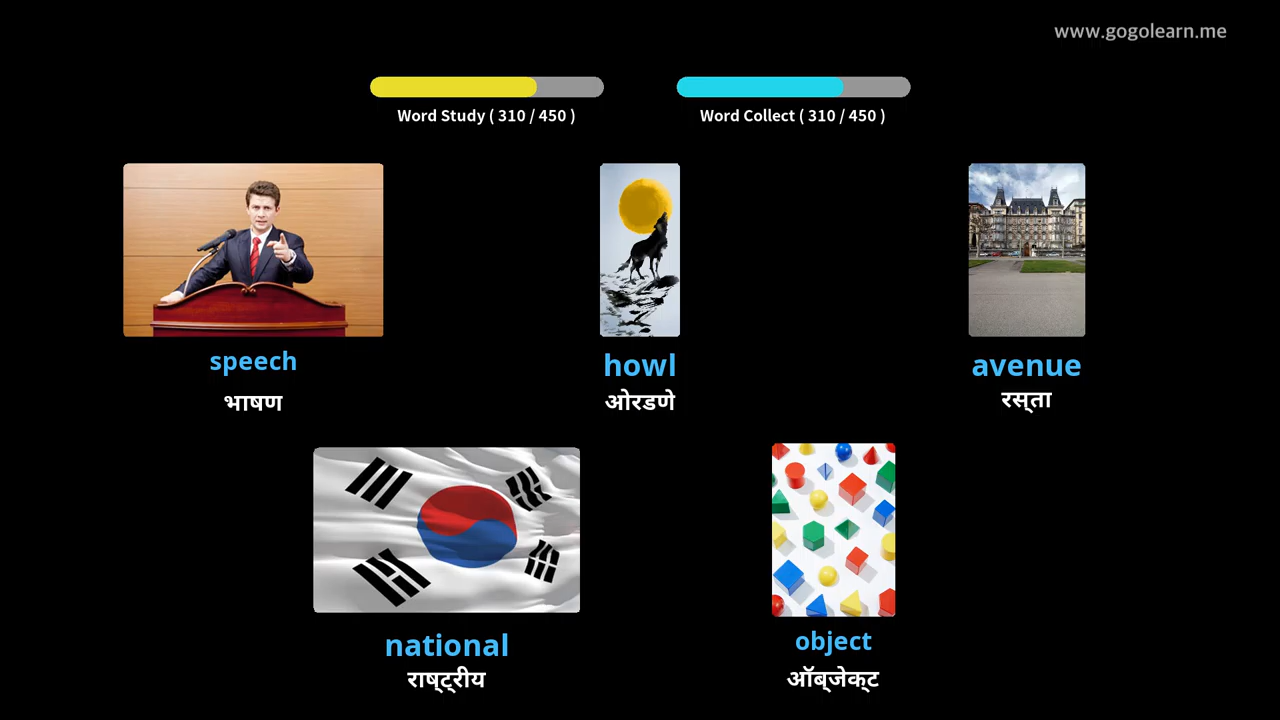 www.gogolearn.me
Word Study ( 310 / 450 )
Word Collect ( 310 / 450 )
speech
भाषण
howl
ओरडणे
avenue
रस्‌ता
national
राष्‌ट्‌रीय
object
ऑब्‌जेक्‌ट